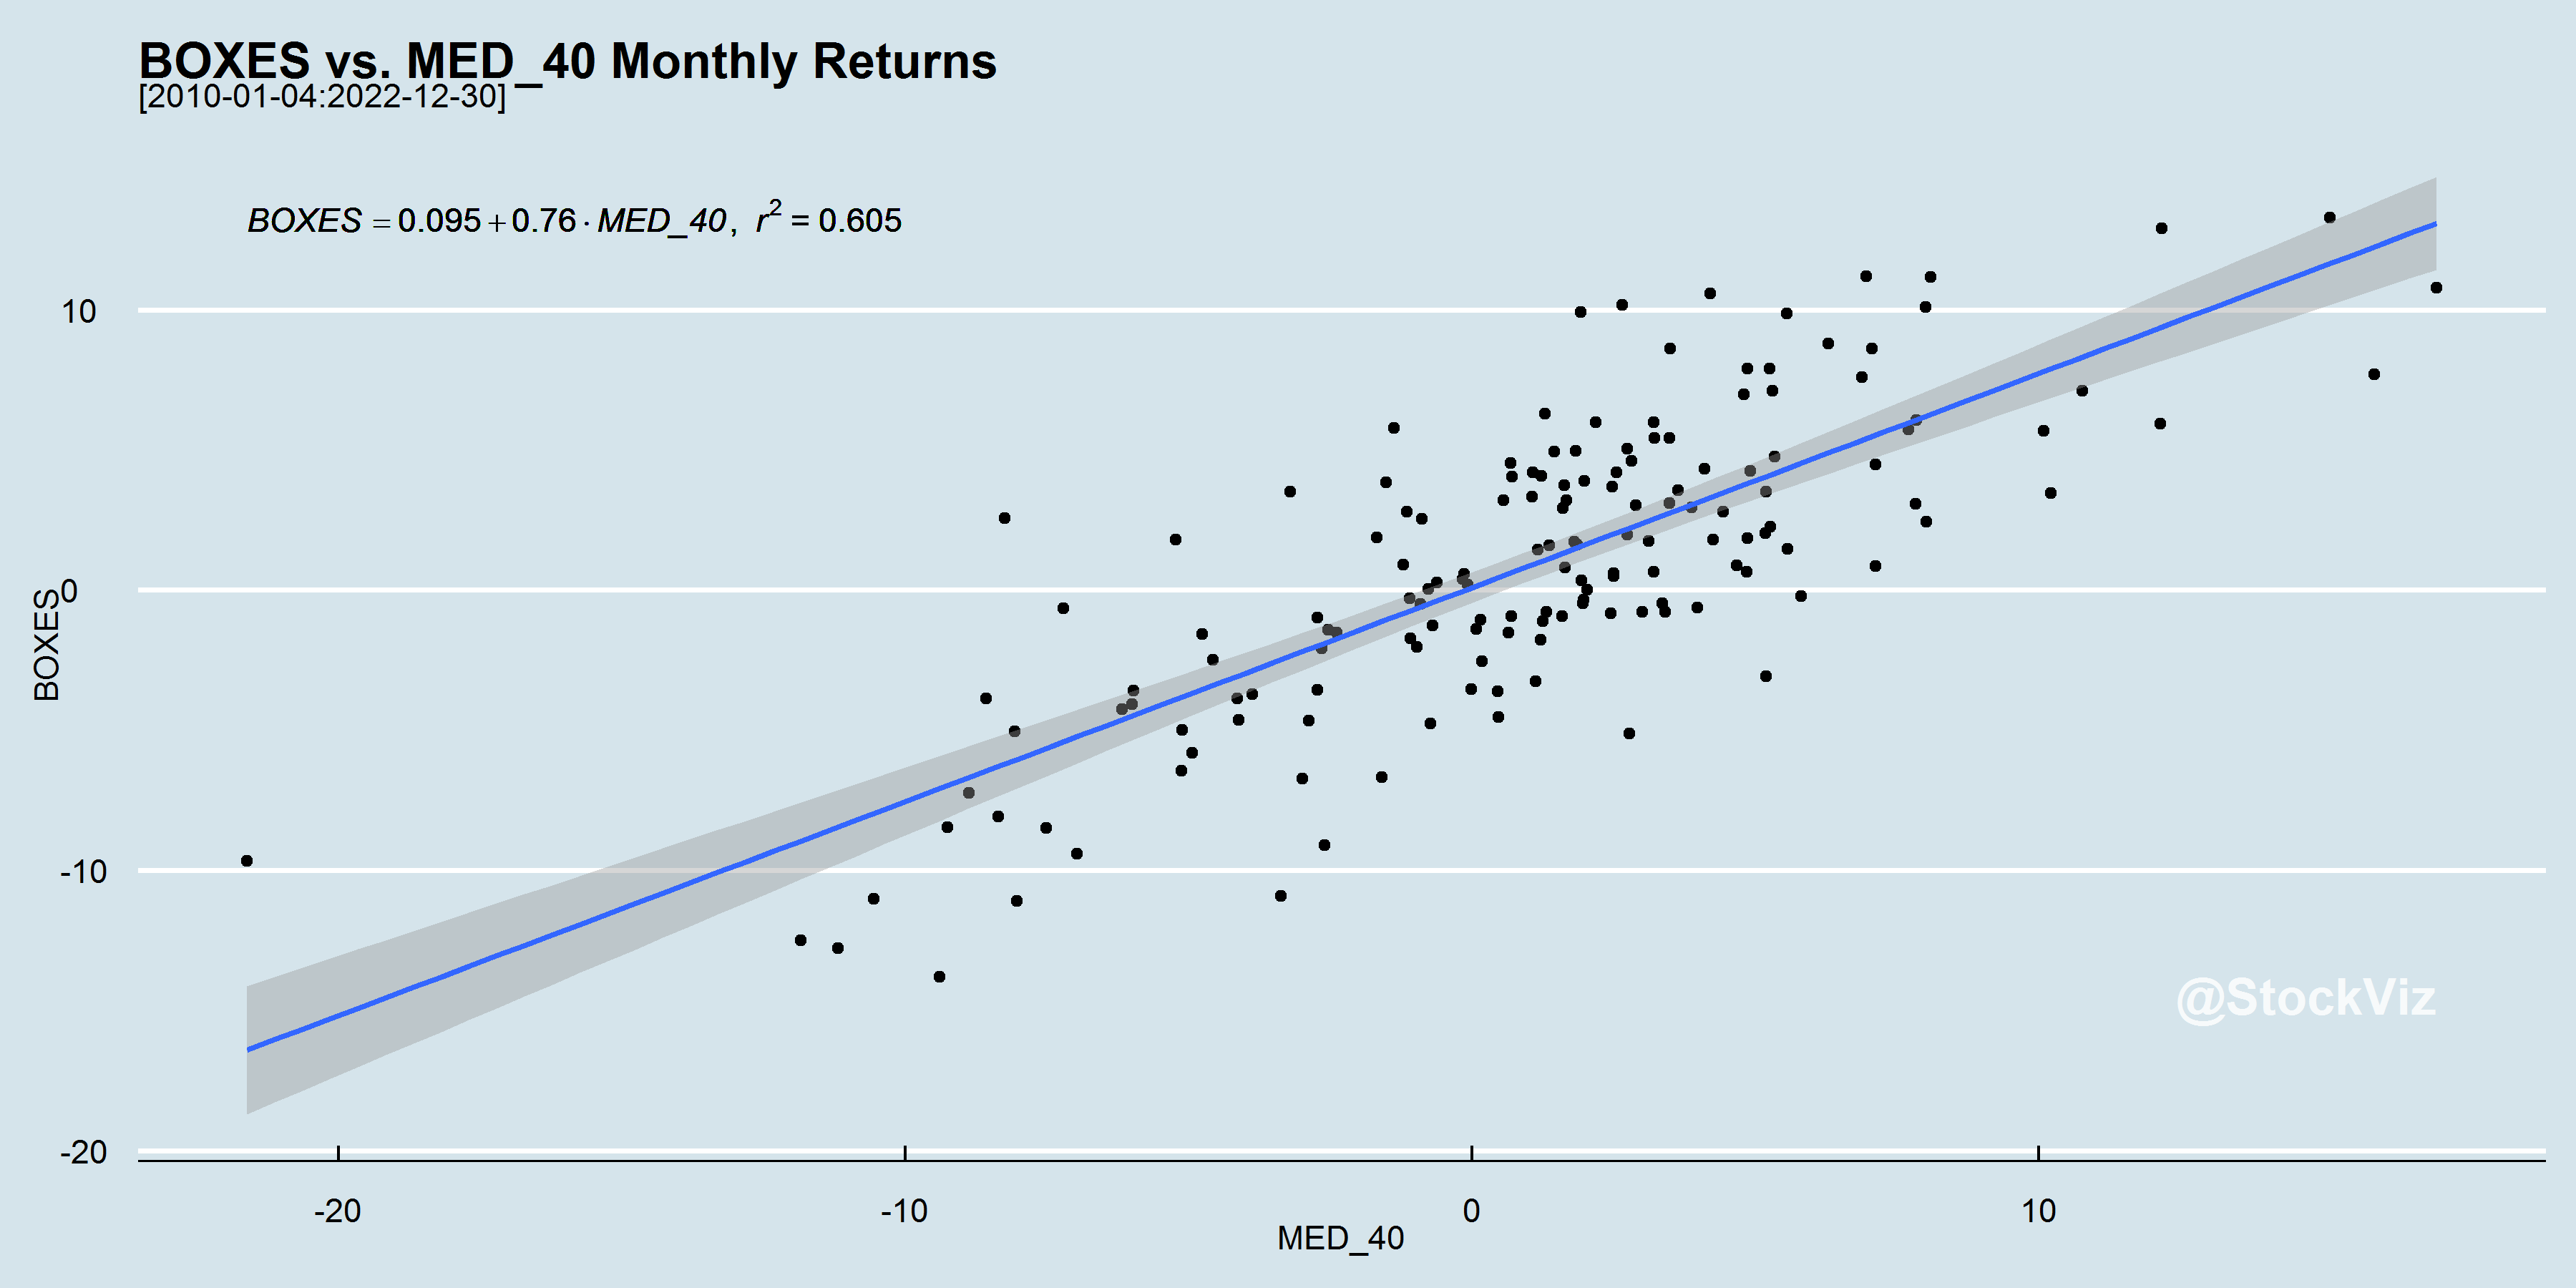 BOXES vs. MED_40 Monthly Returns
[2010-01-04:2022-12-30]
BOXES = 0.095 + 0.76 · MED_40, r² = 0.605
10
0
-10
-20
BOXES
@StockViz
-20 -10 0 10
MED_40